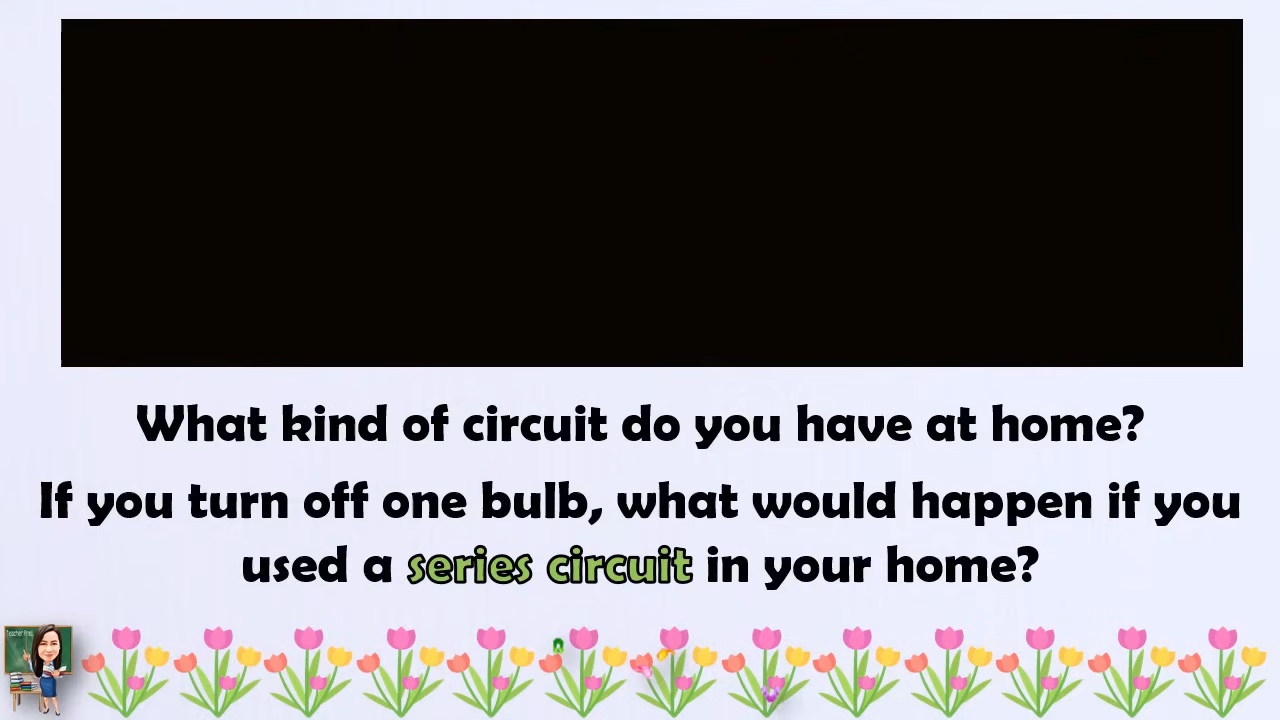 What kind of circuit do you have at home?
If you turn off one bulb, what would happen if you
used a series circuit in your home?